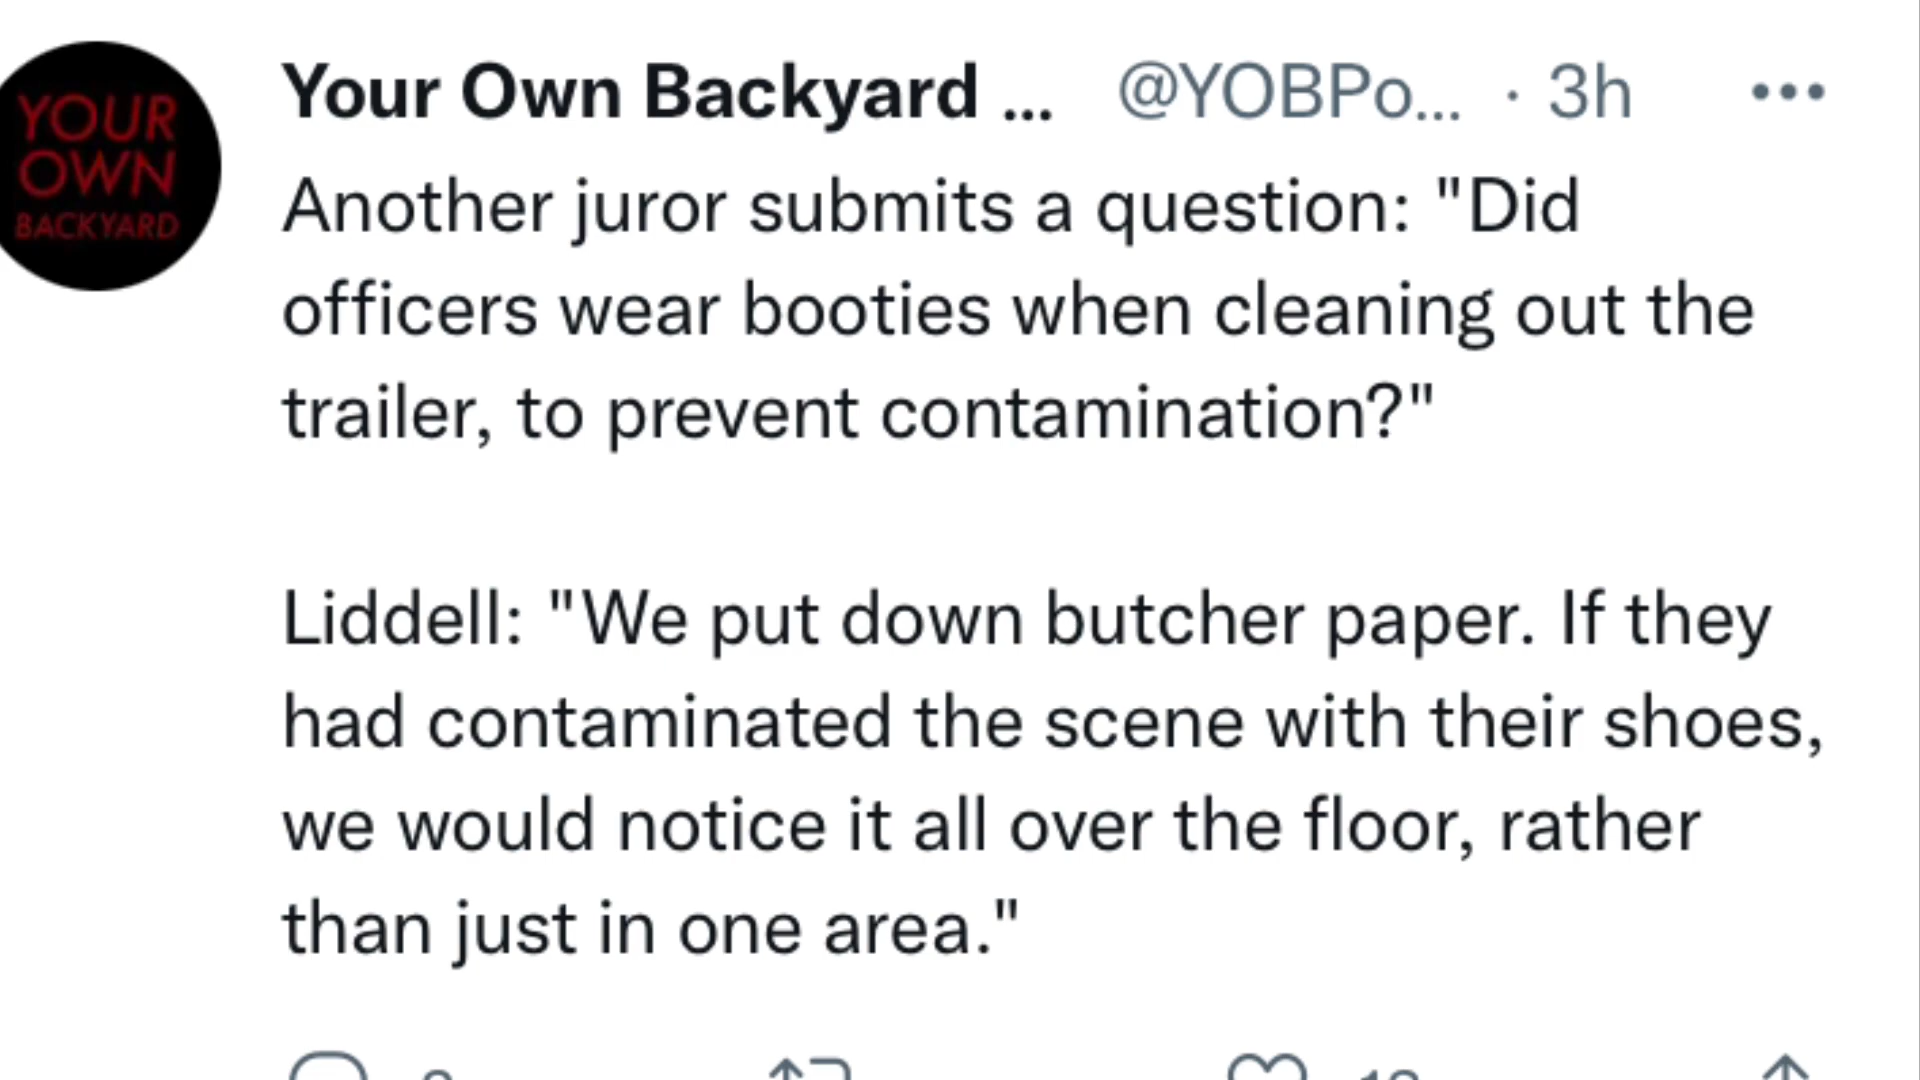 YOUR
OWN
BACKYARD
Your Own Backyard ... @YOBPo... · 3h
Another juror submits a question: "Did
officers wear booties when cleaning out the
trailer, to prevent contamination?"
Liddell: "We put down butcher paper. If they
had contaminated the scene with their shoes,
we would notice it all over the floor, rather
than just in one area."